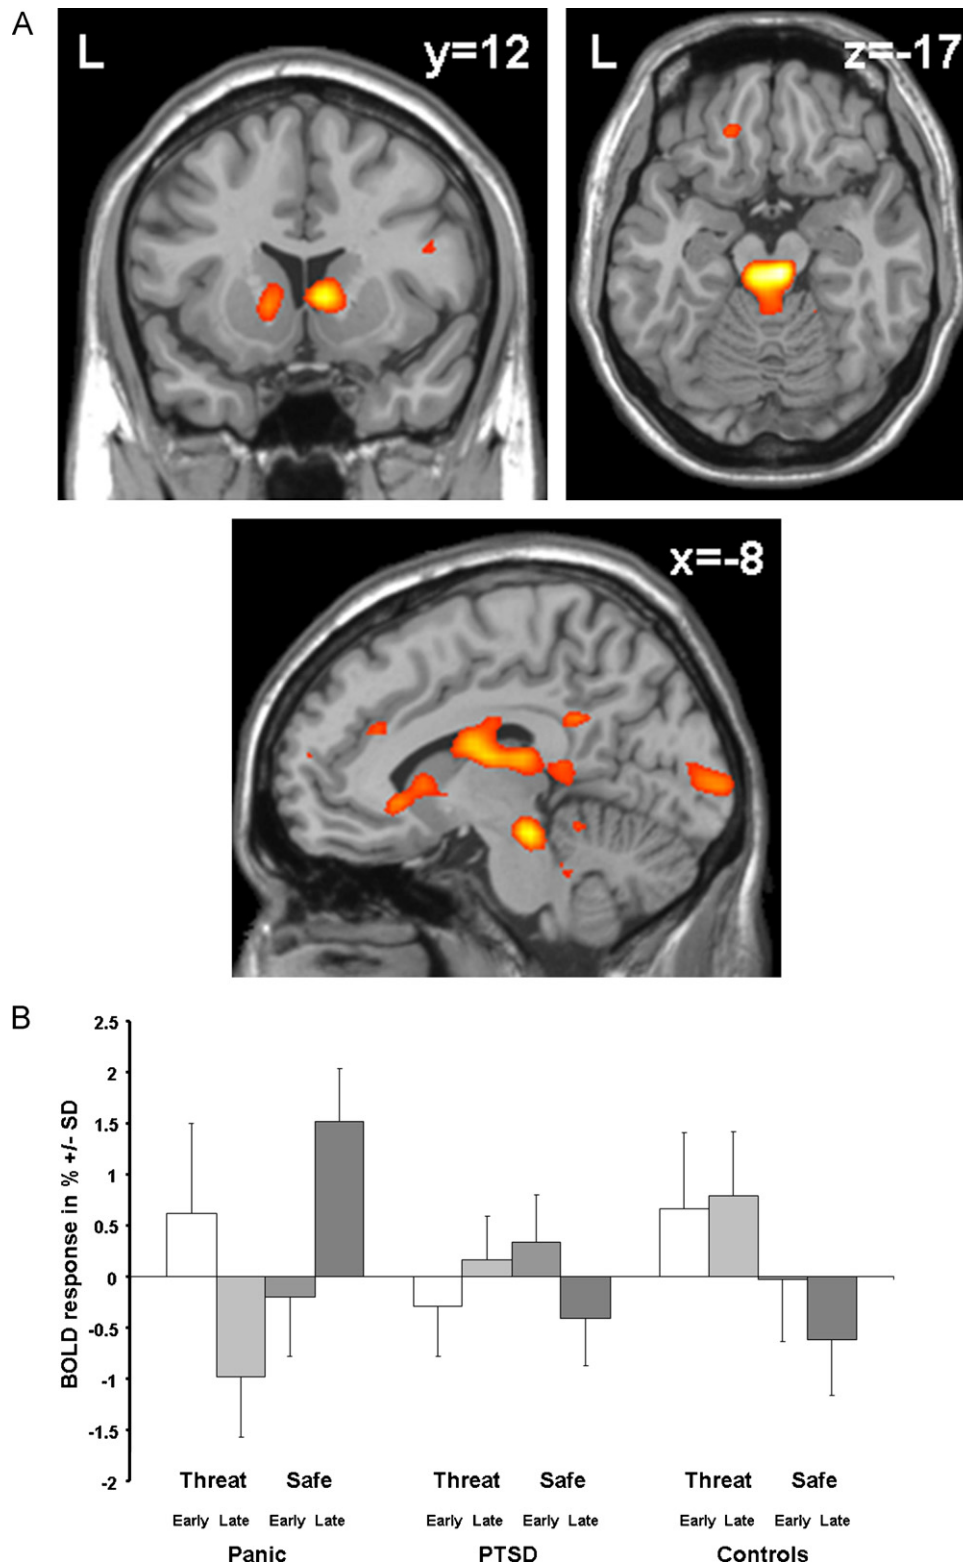 A
L y=12
L z=-17
x=-8
B
BOLD response in % +/- SD
2.5
2
1.5
1
0.5
0
-0.5
-1
-1.5
-2
Threat Safe Threat Safe Threat Safe
Early Late Early Late Early Late Early Late Early Late Early Late
Panic PTSD Controls